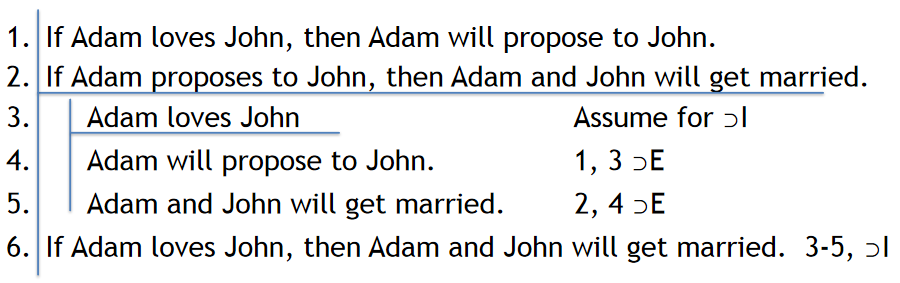 1. If Adam loves John, then Adam will propose to John.
2. If Adam proposes to John, then Adam and John will get married.
3. Adam loves John Assume for ⊃I
4. Adam will propose to John. 1, 3 ⊃E
5. Adam and John will get married. 2, 4 ⊃E
6. If Adam loves John, then Adam and John will get married. 3-5, ⊃I